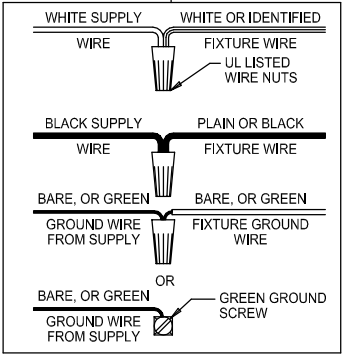 WHITE SUPPLY WIRE
WHITE OR IDENTIFIED FIXTURE WIRE
UL LISTED
WIRE NUTS
BLACK SUPPLY WIRE
PLAIN OR BLACK FIXTURE WIRE
BARE, OR GREEN
GROUND WIRE
FROM SUPPLY
BARE, OR GREEN
FIXTURE GROUND
WIRE
OR
BARE, OR GREEN
GROUND WIRE
FROM SUPPLY
GREEN GROUND
SCREW